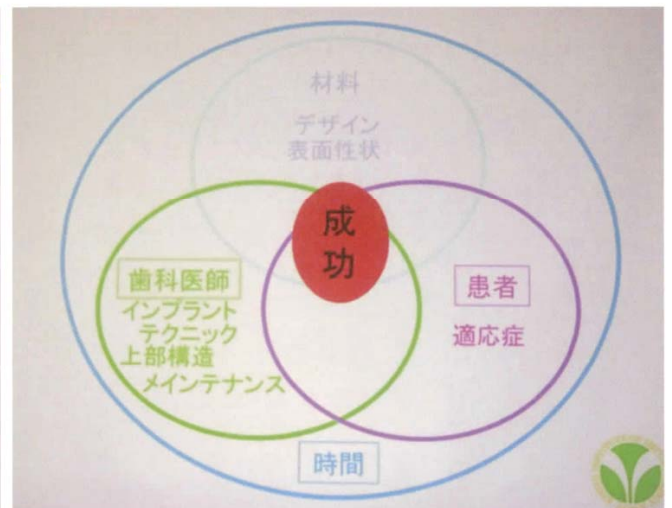 材料
デザイン
表面性状
成
功
歯科医師
インプラント
テクニック
上部構造
メインテナンス
患者
適応症
時間